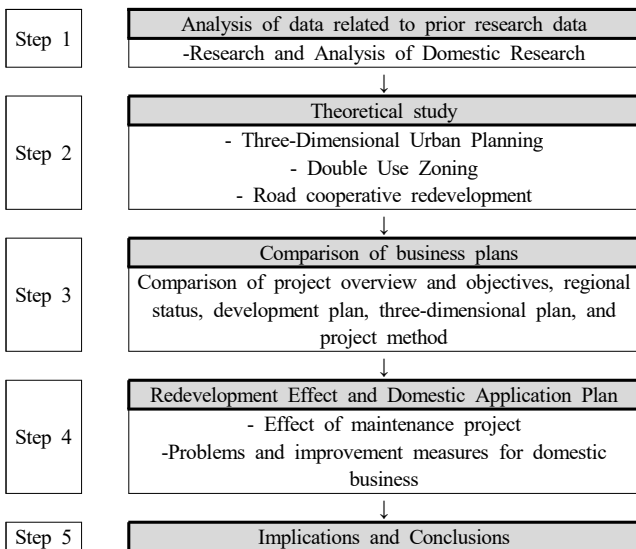 Step 1
Analysis of data related to prior research data
-Research and Analysis of Domestic Research
↓
Step 2
Theoretical study
- Three-Dimensional Urban Planning
- Double Use Zoning
- Road cooperative redevelopment
↓
Step 3
Comparison of business plans
Comparison of project overview and objectives, regional
status, development plan, three-dimensional plan, and
project method
↓
Step 4
Redevelopment Effect and Domestic Application Plan
- Effect of maintenance project
-Problems and improvement measures for domestic
business
↓
Step 5
Implications and Conclusions